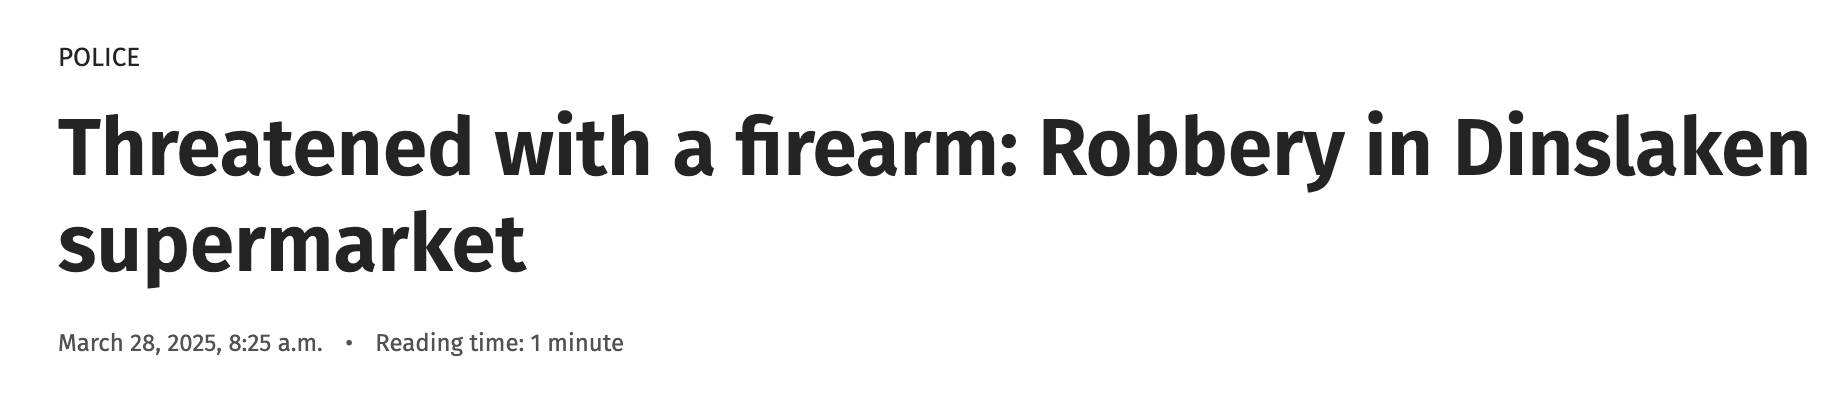 POLICE
Threatened with a firearm: Robbery in Dinslaken
supermarket
March 28, 2025, 8:25 a.m. • Reading time: 1 minute